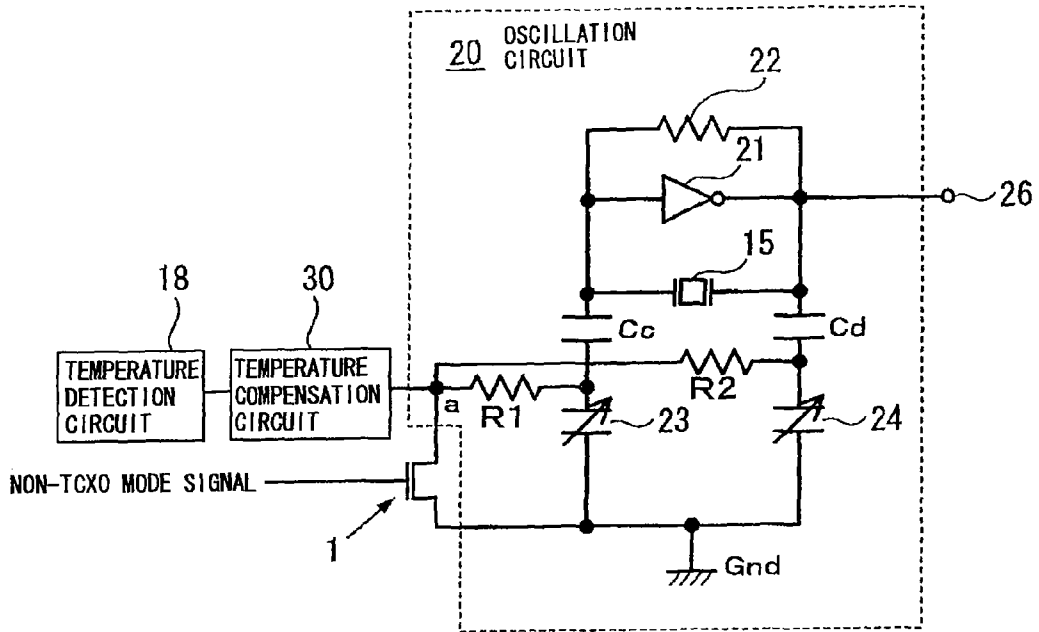 20 OSCILLATION
CIRCUIT
22
21
26
15
18
30
Cc
Cd
TEMPERATURE
DETECTION
CIRCUIT
TEMPERATURE
COMPENSATION
CIRCUIT
a
R1
R2
23
24
NON-TCXO MODE SIGNAL
1
Gnd